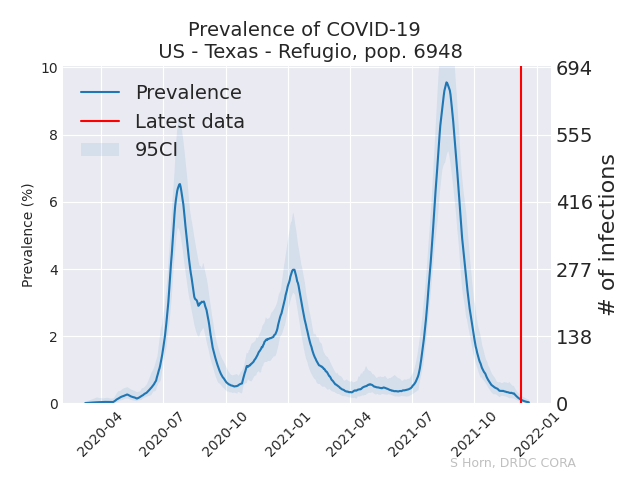 Prevalence of COVID-19
US - Texas - Refugio, pop. 6948
Prevalence
Latest data
95CI
Prevalence (%)
10
8
6
4
2
0
694
555
416
277
138
0
# of infections
2020-04
2020-07
2020-10
2021-01
2021-04
2021-07
2021-10
2022-01
S Horn, DRDC CORA